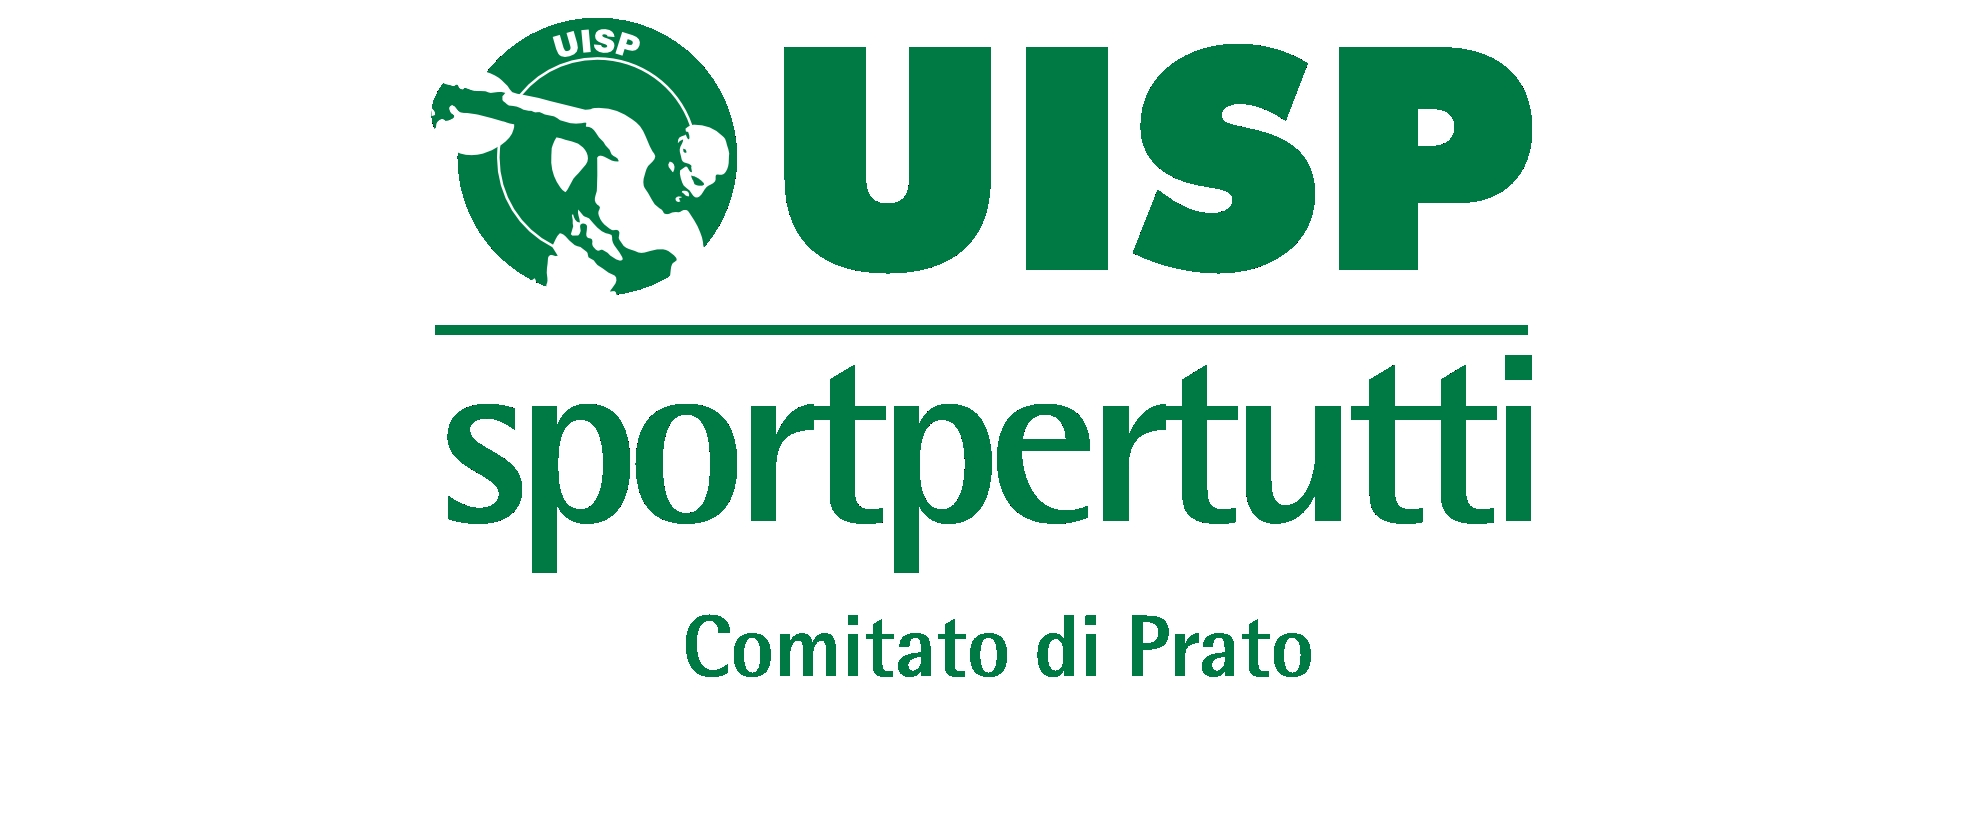 UISP
UISP
sportpertutti
Comitato di Prato